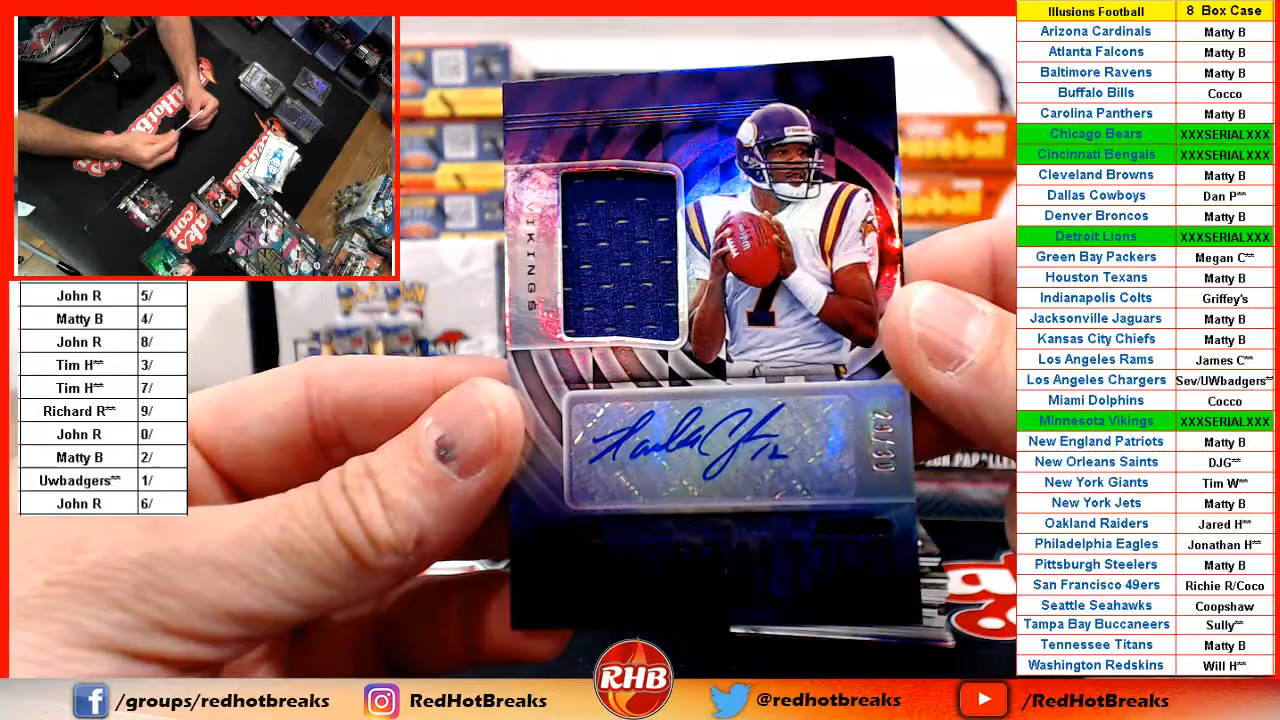 Illusions Football 8 Box Case
Arizona Cardinals Matty B
Atlanta Falcons Matty B
Baltimore Ravens Matty B
Buffalo Bills Cocco
Carolina Panthers Matty B
Chicago Bears XXXSERIALXXX
Cincinnati Bengals XXXSERIALXXX
Cleveland Browns Matty B
Dallas Cowboys Dan P**
Denver Broncos Matty B
Detroit Lions XXXSERIALXXX
Green Bay Packers Megan C**
Houston Texans Matty B
Indianapolis Colts Griffey's
Jacksonville Jaguars Matty B
Kansas City Chiefs Matty B
Los Angeles Rams James C**
Los Angeles Chargers Sev/UWbadgers**
Miami Dolphins Cocco
Minnesota Vikings XXXSERIALXXX
New England Patriots Matty B
New Orleans Saints DJG**
New York Giants Tim W**
New York Jets Matty B
Oakland Raiders Jared H**
Philadelphia Eagles Jonathan H**
Pittsburgh Steelers Matty B
San Francisco 49ers Richie R/Coco
Seattle Seahawks Coopshaw
Tampa Bay Buccaneers Sully**
Tennessee Titans Matty B
Washington Redskins Will H**
John R 5/
Matty B 4/
John R 8/
Tim H** 3/
Tim H** 7/
Richard R** 9/
John R 0/
Matty B 2/
Uwbadgers** 1/
John R 6/
VIKINGS
7
Baseball
RHB
/groups/redhotbreaks
RedHotBreaks
@redhotbreaks
/RedHotBreaks